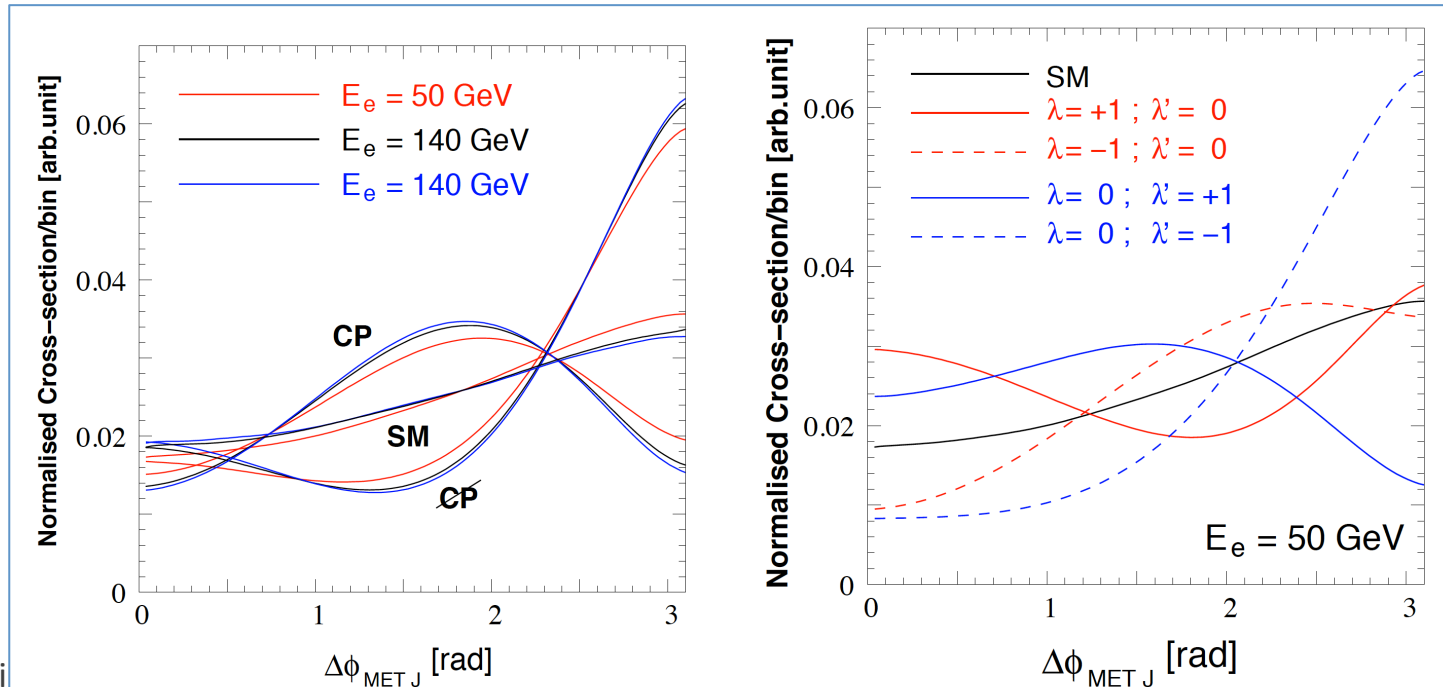 Normalised Cross-section/bin [arb.unit]
0.06
0.04
0.02
0
E_e = 50 GeV
E_e = 140 GeV
E_e = 140 GeV
CP
SM
CP
0 1 2 3
Δφ_MET J [rad]
i
Normalised Cross-section/bin [arb.unit]
0.06
0.04
0.02
0
SM
λ= +1 ; λ' = 0
λ= −1 ; λ' = 0
λ= 0 ; λ' = +1
λ= 0 ; λ' = −1
E_e = 50 GeV
0 1 2 3
Δφ_MET J [rad]